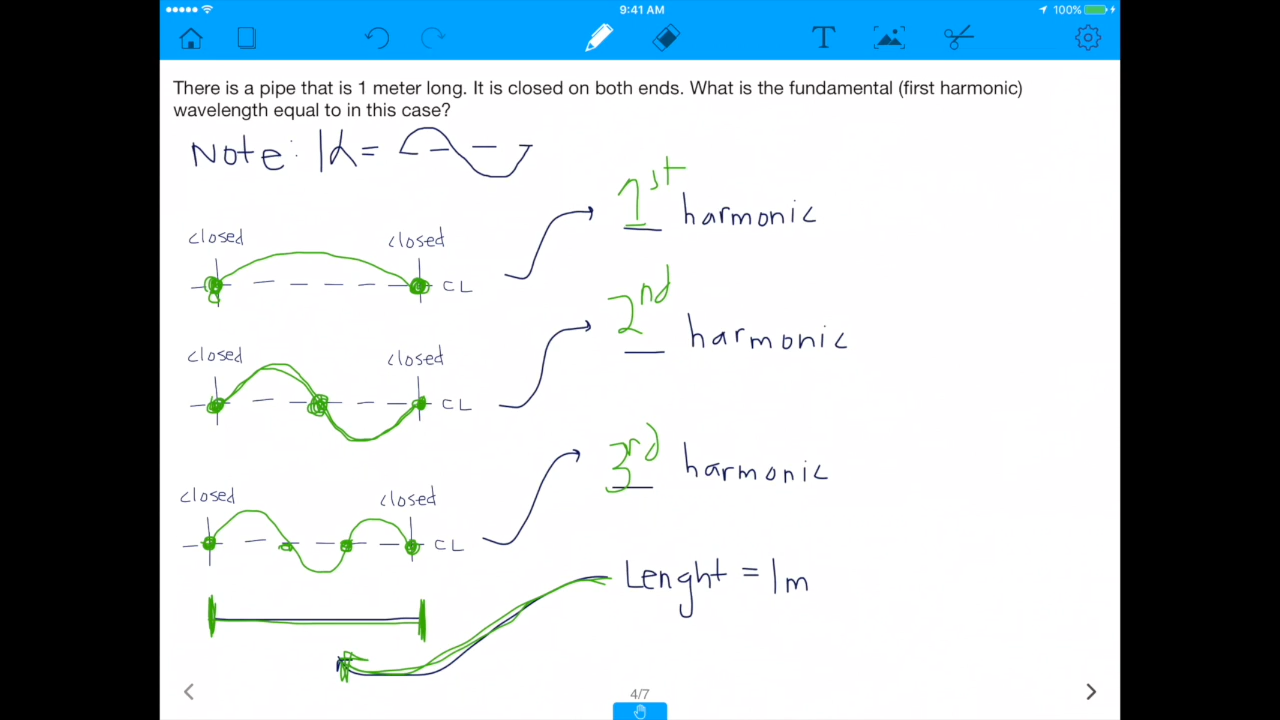 9:41 AM
100%
T
There is a pipe that is 1 meter long. It is closed on both ends. What is the fundamental (first harmonic)
wavelength equal to in this case?
Note: 1λ=
1st harmonic
closed closed
CL
2nd harmonic
closed closed
CL
3rd harmonic
closed closed
CL
Lenght = 1m
4/7